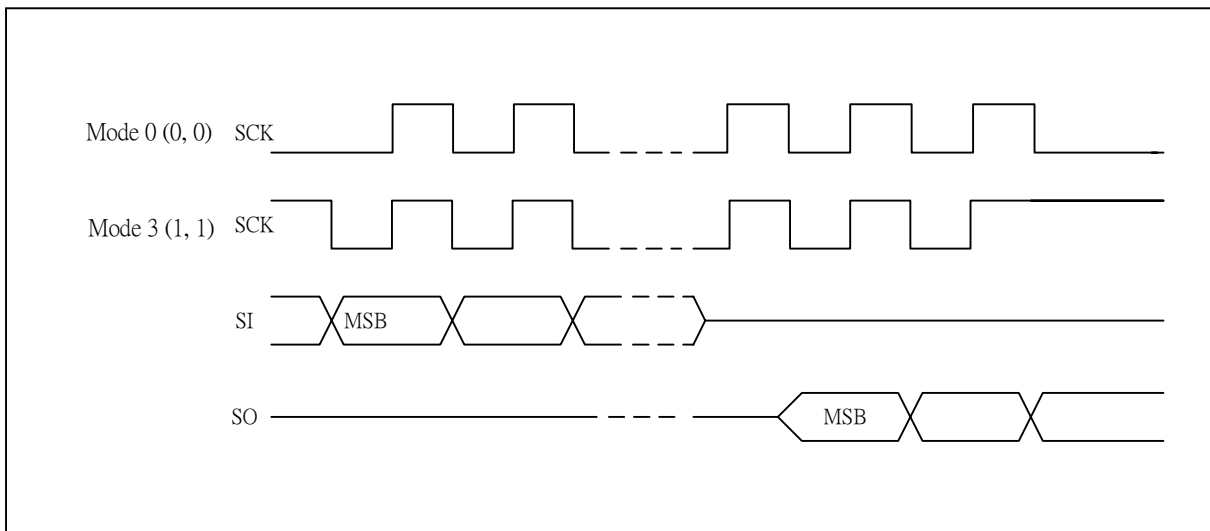 Mode 0 (0, 0) SCK
Mode 3 (1, 1) SCK
SI MSB
SO MSB